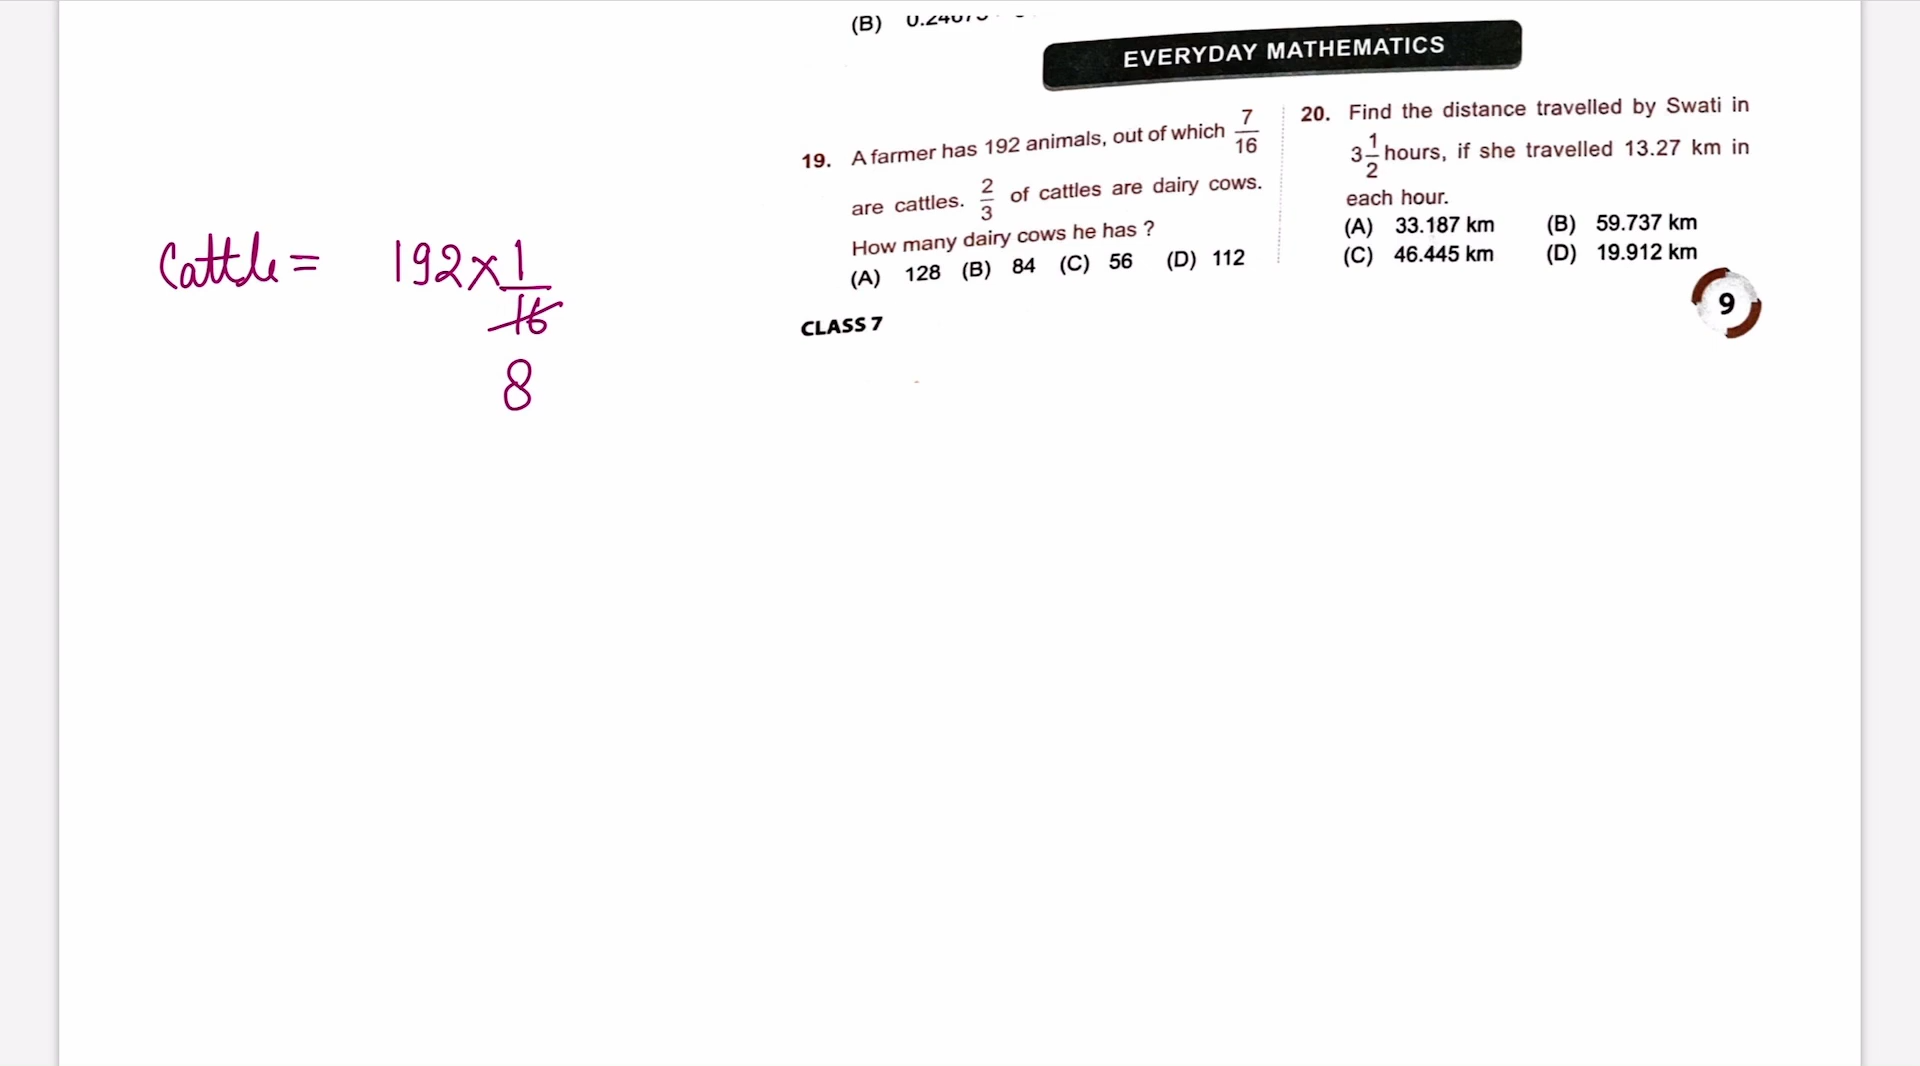 (B)
EVERYDAY MATHEMATICS
19. A farmer has 192 animals, out of which 7/16
are cattles. 2/3 of cattles are dairy cows.
How many dairy cows he has ?
(A) 128 (B) 84 (C) 56 (D) 112
CLASS 7
20. Find the distance travelled by Swati in
3 1/2 hours, if she travelled 13.27 km in
each hour.
(A) 33.187 km (B) 59.737 km
(C) 46.445 km (D) 19.912 km
9
Cattle = 192 × 1/16
8